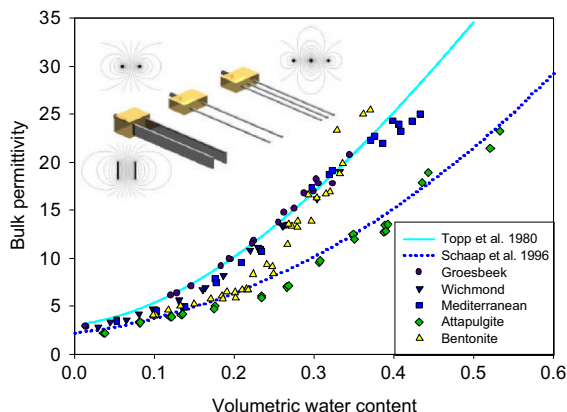 35
30
25
20
15
10
5
0
Bulk permittivity
0.0 0.1 0.2 0.3 0.4 0.5 0.6
Volumetric water content
Topp et al. 1980
Schaap et al. 1996
Groesbeek
Wichmond
Mediterranean
Attapulgite
Bentonite